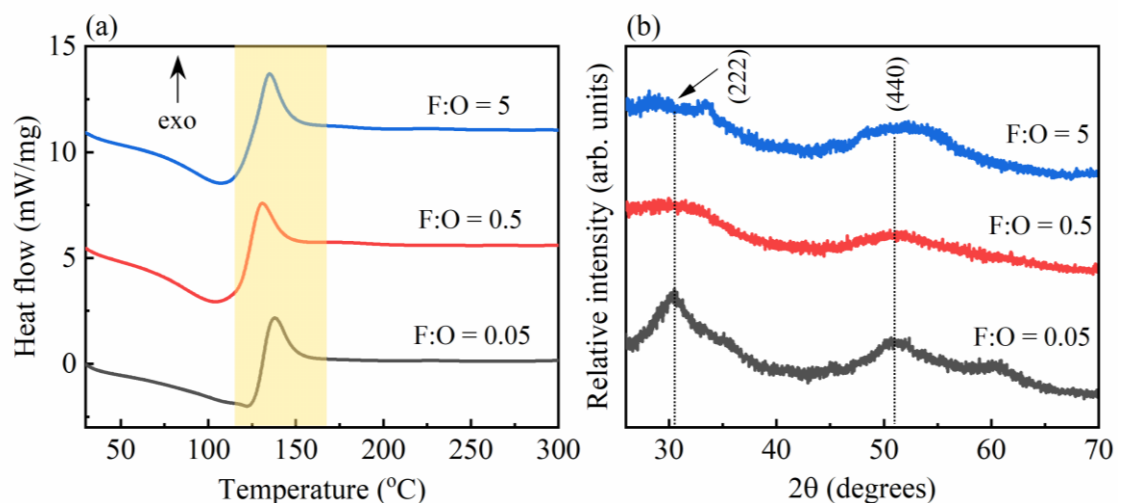 (a)
15
10
5
0
Heat flow (mW/mg)
exo
F:O = 5
F:O = 0.5
F:O = 0.05
50 100 150 200 250 300
Temperature (°C)
(b)
Relative intensity (arb. units)
(222)
(440)
F:O = 5
F:O = 0.5
F:O = 0.05
30 40 50 60 70
2θ (degrees)